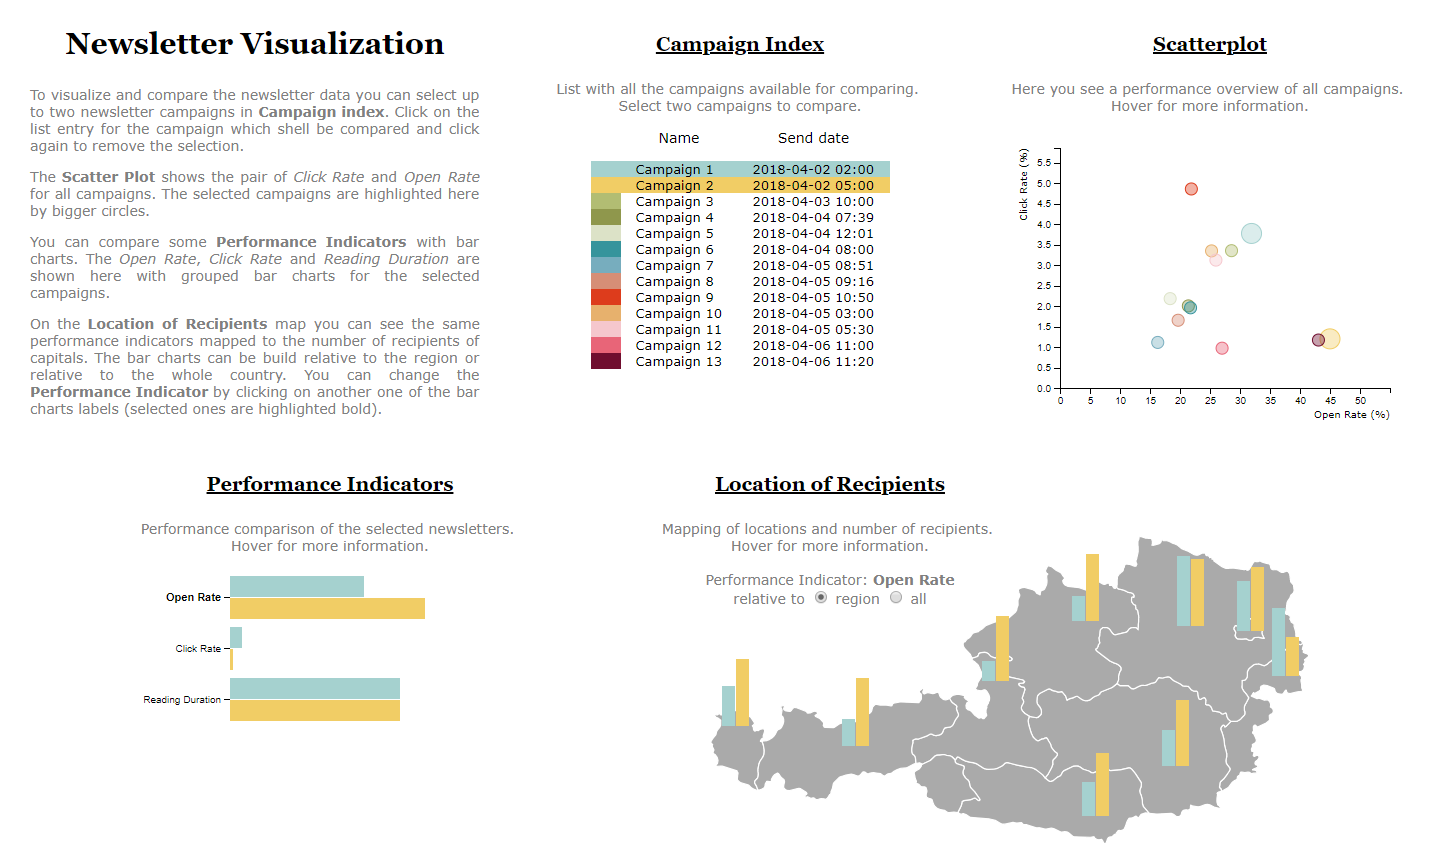 Newsletter Visualization
To visualize and compare the newsletter data you can select up
to two newsletter campaigns in Campaign index. Click on the
list entry for the campaign which shell be compared and click
again to remove the selection.
The Scatter Plot shows the pair of Click Rate and Open Rate
for all campaigns. The selected campaigns are highlighted here
by bigger circles.
You can compare some Performance Indicators with bar
charts. The Open Rate, Click Rate and Reading Duration are
shown here with grouped bar charts for the selected
campaigns.
On the Location of Recipients map you can see the same
performance indicators mapped to the number of recipients of
capitals. The bar charts can be build relative to the region or
relative to the whole country. You can change the
Performance Indicator by clicking on another one of the bar
charts labels (selected ones are highlighted bold).
Campaign Index
List with all the campaigns available for comparing.
Select two campaigns to compare.
Name Send date
Campaign 1 2018-04-02 02:00
Campaign 2 2018-04-02 05:00
Campaign 3 2018-04-03 10:00
Campaign 4 2018-04-04 07:39
Campaign 5 2018-04-04 12:01
Campaign 6 2018-04-04 08:00
Campaign 7 2018-04-05 08:51
Campaign 8 2018-04-05 09:16
Campaign 9 2018-04-05 10:50
Campaign 10 2018-04-05 03:00
Campaign 11 2018-04-05 05:30
Campaign 12 2018-04-06 11:00
Campaign 13 2018-04-06 11:20
Scatterplot
Here you see a performance overview of all campaigns.
Hover for more information.
Click Rate (%)
5.5
5.0
4.5
4.0
3.5
3.0
2.5
2.0
1.5
1.0
0.5
0.0
0 5 10 15 20 25 30 35 40 45 50
Open Rate (%)
Performance Indicators
Performance comparison of the selected newsletters.
Hover for more information.
Open Rate
Click Rate
Reading Duration
Location of Recipients
Mapping of locations and number of recipients.
Hover for more information.
Performance Indicator: Open Rate
relative to region all